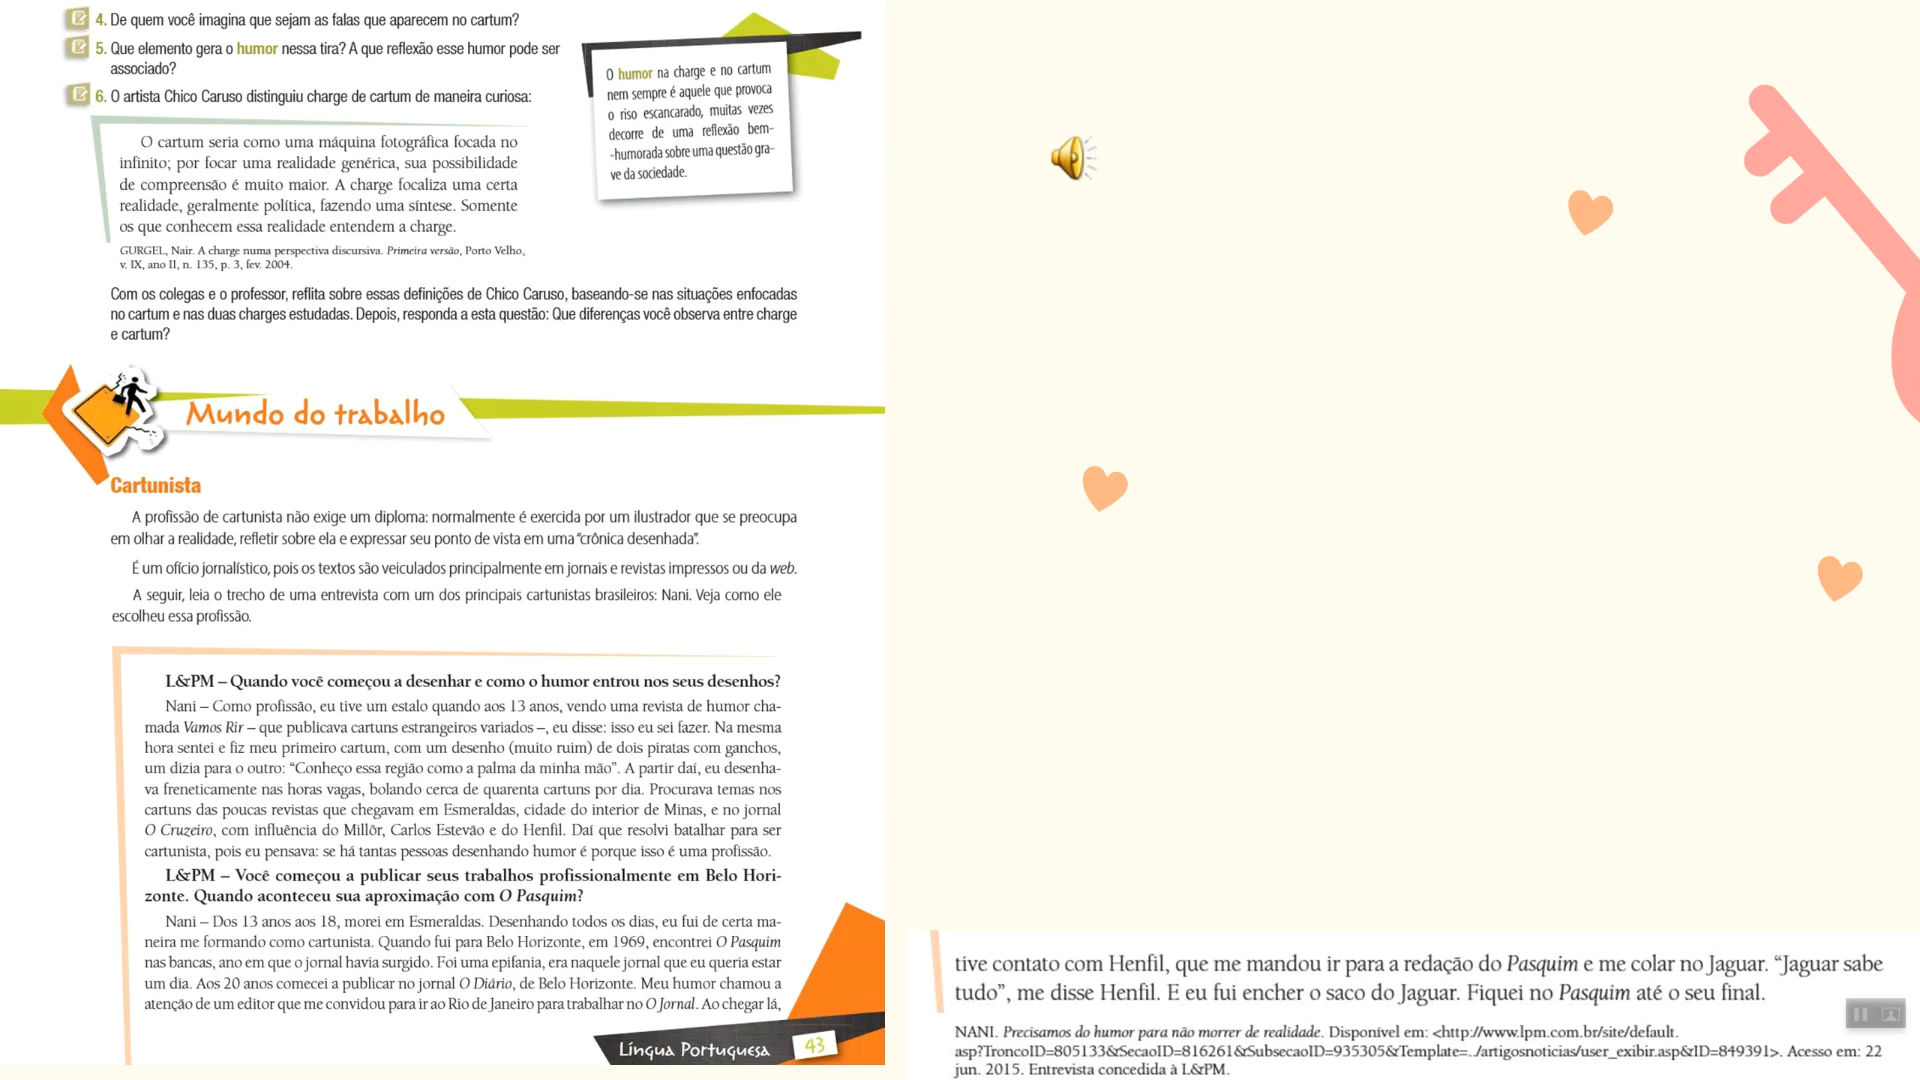 4. De quem você imagina que sejam as falas que aparecem no cartum?
5. Que elemento gera o humor nessa tira? A que reflexão esse humor pode ser
associado?
6. O artista Chico Caruso distinguiu charge de cartum de maneira curiosa:
O cartum seria como uma máquina fotográfica focada no
infinito; por focar uma realidade genérica, sua possibilidade
de compreensão é muito maior. A charge focaliza uma certa
realidade, geralmente política, fazendo uma síntese. Somente
os que conhecem essa realidade entendem a charge.
GURGEL, Nair. A charge numa perspectiva discursiva. Primeira versão, Porto Velho,
v. IX, ano II, n. 135, p. 3, fev. 2004.
O humor na charge e no cartum
nem sempre é aquele que provoca
o riso escancarado, muitas vezes
decorre de uma reflexão bem-
-humorada sobre uma questão gra-
ve da sociedade.
Com os colegas e o professor, reflita sobre essas definições de Chico Caruso, baseando-se nas situações enfocadas
no cartum e nas duas charges estudadas. Depois, responda a esta questão: Que diferenças você observa entre charge
e cartum?
Mundo do trabalho
Cartunista
A profissão de cartunista não exige um diploma: normalmente é exercida por um ilustrador que se preocupa
em olhar a realidade, refletir sobre ela e expressar seu ponto de vista em uma “crônica desenhada”.
É um ofício jornalístico, pois os textos são veiculados principalmente em jornais e revistas impressos ou da web.
A seguir, leia o trecho de uma entrevista com um dos principais cartunistas brasileiros: Nani. Veja como ele
escolheu essa profissão.
L&PM – Quando você começou a desenhar e como o humor entrou nos seus desenhos?
Nani – Como profissão, eu tive um estalo quando aos 13 anos, vendo uma revista de humor cha-
mada Vamos Rir – que publicava cartuns estrangeiros variados –, eu disse: isso eu sei fazer. Na mesma
hora sentei e fiz meu primeiro cartum, com um desenho (muito ruim) de dois piratas com ganchos,
um dizia para o outro: “Conheço essa região como a palma da minha mão”. A partir daí, eu desenha-
va freneticamente nas horas vagas, bolando cerca de quarenta cartuns por dia. Procurava temas nos
cartuns das poucas revistas que chegavam em Esmeraldas, cidade do interior de Minas, e no jornal
O Cruzeiro, com influência do Millôr, Carlos Estevão e do Henfil. Daí que resolvi batalhar para ser
cartunista, pois eu pensava: se há tantas pessoas desenhando humor é porque isso é uma profissão.
L&PM – Você começou a publicar seus trabalhos profissionalmente em Belo Hori-
zonte. Quando aconteceu sua aproximação com O Pasquim?
Nani – Dos 13 anos aos 18, morei em Esmeraldas. Desenhando todos os dias, eu fui de certa ma-
neira me formando como cartunista. Quando fui para Belo Horizonte, em 1969, encontrei O Pasquim
nas bancas, ano em que o jornal havia surgido. Foi uma epifania, era naquele jornal que eu queria estar
um dia. Aos 20 anos comecei a publicar no jornal O Diário, de Belo Horizonte. Meu humor chamou a
atenção de um editor que me convidou para ir ao Rio de Janeiro para trabalhar no O Jornal. Ao chegar lá,
Língua Portuguesa 43
tive contato com Henfil, que me mandou ir para a redação do Pasquim e me colar no Jaguar. “Jaguar sabe
tudo”, me disse Henfil. E eu fui encher o saco do Jaguar. Fiquei no Pasquim até o seu final.
NANI. Precisamos do humor para não morrer de realidade. Disponível em: <http://www.lpm.com.br/site/default.
asp?TroncoID=805133&SecaoID=816261&SubsecaoID=935305&Template=../artigosnoticias/user_exibir.asp&ID=849391>. Acesso em: 22
jun. 2015. Entrevista concedida à L&PM.